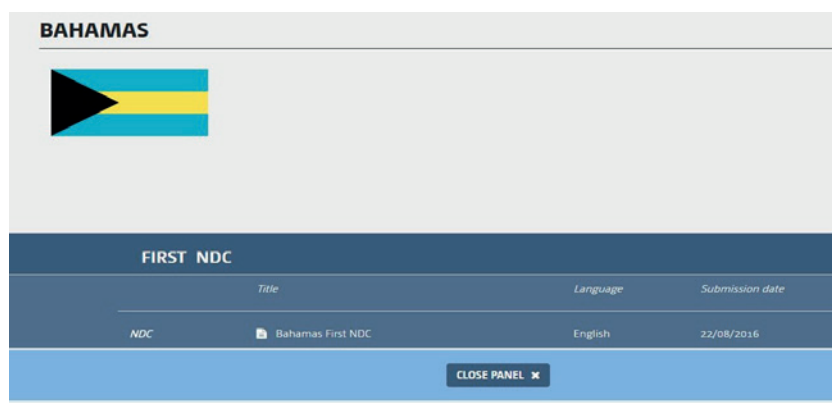 BAHAMAS
FIRST NDC
Title Language Submission date
NDC Bahamas First NDC English 22/08/2016
CLOSE PANEL ✖